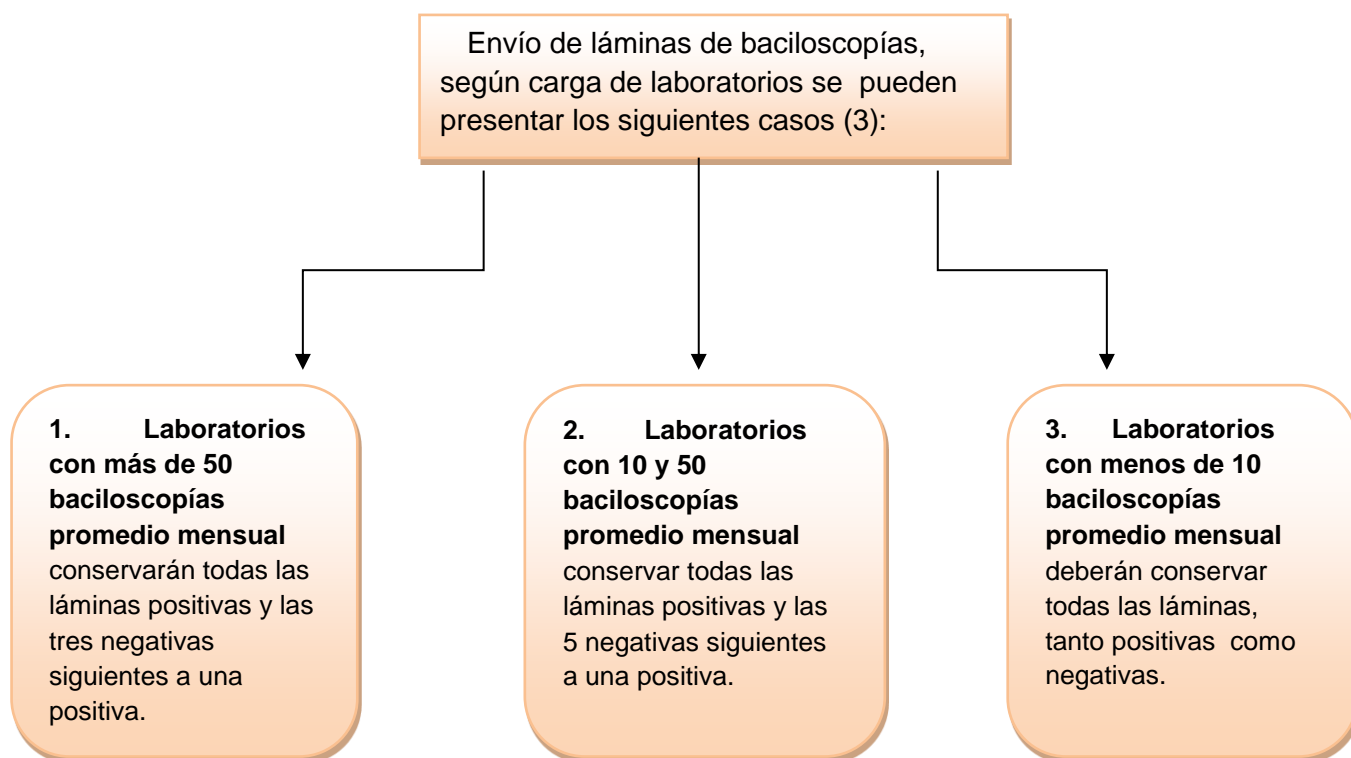 Envío de láminas de baciloscopías,
según carga de laboratorios se pueden
presentar los siguientes casos (3):
1. Laboratorios
con más de 50
baciloscopías
promedio mensual
conservarán todas las
láminas positivas y las
tres negativas
siguientes a una
positiva.
2. Laboratorios
con 10 y 50
baciloscopías
promedio mensual
conservar todas las
láminas positivas y las
5 negativas siguientes
a una positiva.
3. Laboratorios
con menos de 10
baciloscopías
promedio mensual
deberán conservar
todas las láminas,
tanto positivas como
negativas.